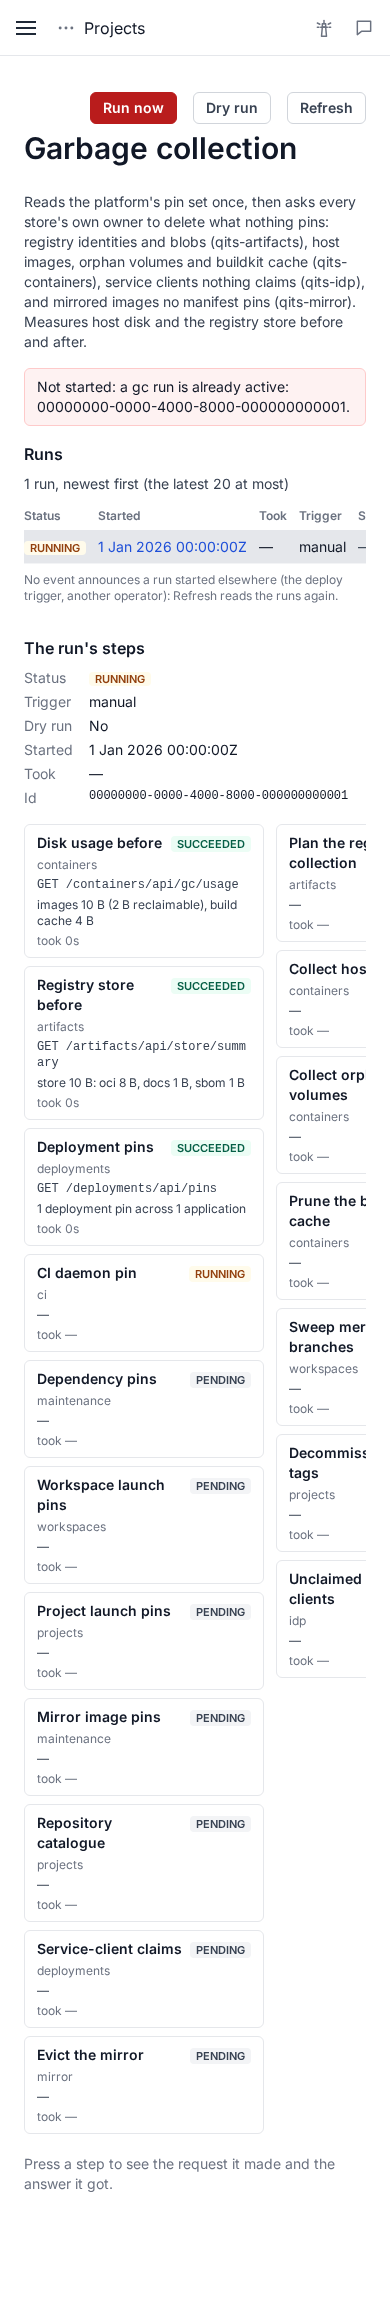 Projects
Run now
Dry run
Refresh
Garbage collection
Reads the platform's pin set once, then asks every
store's own owner to delete what nothing pins:
registry identities and blobs (qits-artifacts), host
images, orphan volumes and buildkit cache (qits-
containers), service clients nothing claims (qits-idp),
and mirrored images no manifest pins (qits-mirror).
Measures host disk and the registry store before
and after.
Not started: a gc run is already active:
00000000-0000-4000-8000-000000000001.
Runs
1 run, newest first (the latest 20 at most)
Status Started Took Trigger S
RUNNING 1 Jan 2026 00:00:00Z — manual —
No event announces a run started elsewhere (the deploy
trigger, another operator): Refresh reads the runs again.
The run's steps
Status RUNNING
Trigger manual
Dry run No
Started 1 Jan 2026 00:00:00Z
Took —
Id 00000000-0000-4000-8000-000000000001
Disk usage before SUCCEEDED
containers
GET /containers/api/gc/usage
images 10 B (2 B reclaimable), build
cache 4 B
took 0s
Registry store
before
SUCCEEDED
artifacts
GET /artifacts/api/store/summ
ary
store 10 B: oci 8 B, docs 1 B, sbom 1 B
took 0s
Deployment pins SUCCEEDED
deployments
GET /deployments/api/pins
1 deployment pin across 1 application
took 0s
CI daemon pin RUNNING
ci
—
took —
Dependency pins PENDING
maintenance
—
took —
Workspace launch
pins
PENDING
workspaces
—
took —
Project launch pins PENDING
projects
—
took —
Mirror image pins PENDING
maintenance
—
took —
Repository
catalogue
PENDING
projects
—
took —
Service-client claims PENDING
deployments
—
took —
Evict the mirror PENDING
mirror
—
took —
Plan the reg
collection
artifacts
—
took —
Collect hos
containers
—
took —
Collect orp
volumes
containers
—
took —
Prune the b
cache
containers
—
took —
Sweep mer
branches
workspaces
—
took —
Decommiss
tags
projects
—
took —
Unclaimed
clients
idp
—
took —
Press a step to see the request it made and the
answer it got.